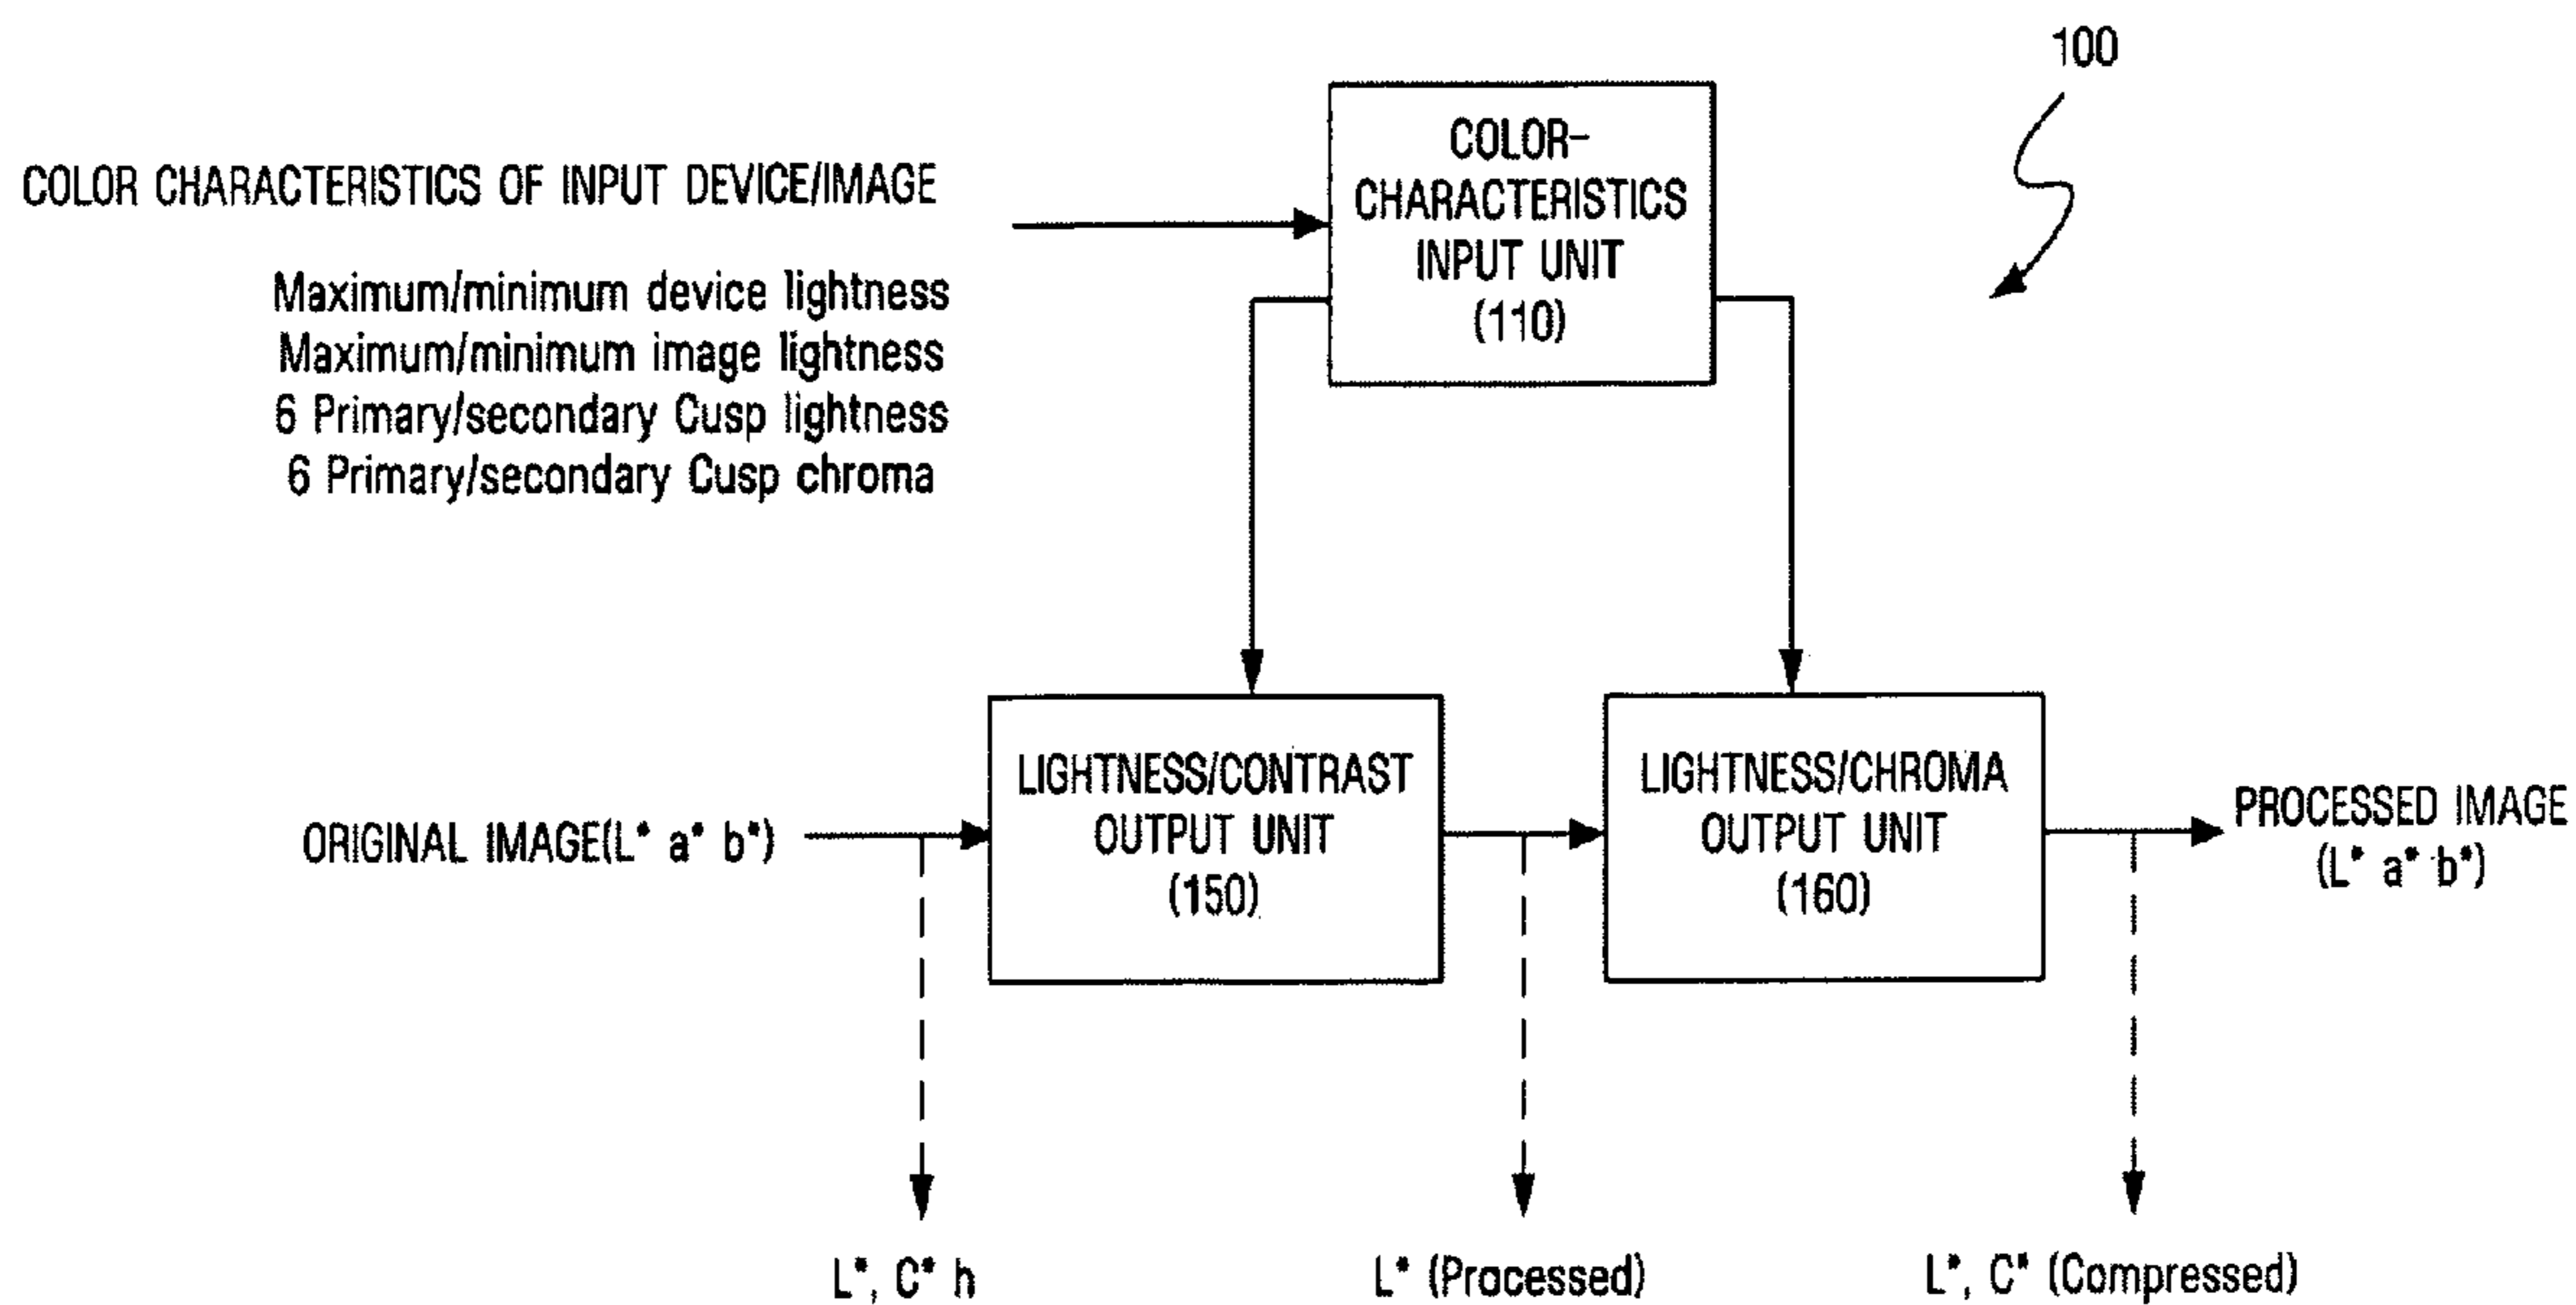 100
COLOR-
CHARACTERISTICS
INPUT UNIT
(110)
COLOR CHARACTERISTICS OF INPUT DEVICE/IMAGE
Maximum/minimum device lightness
Maximum/minimum image lightness
6 Primary/secondary Cusp lightness
6 Primary/secondary Cusp chroma
ORIGINAL IMAGE(L* a* b*)
LIGHTNESS/CONTRAST
OUTPUT UNIT
(150)
LIGHTNESS/CHROMA
OUTPUT UNIT
(160)
PROCESSED IMAGE
(L* a* b*)
L*, C* h
L* (Processed)
L*, C* (Compressed)